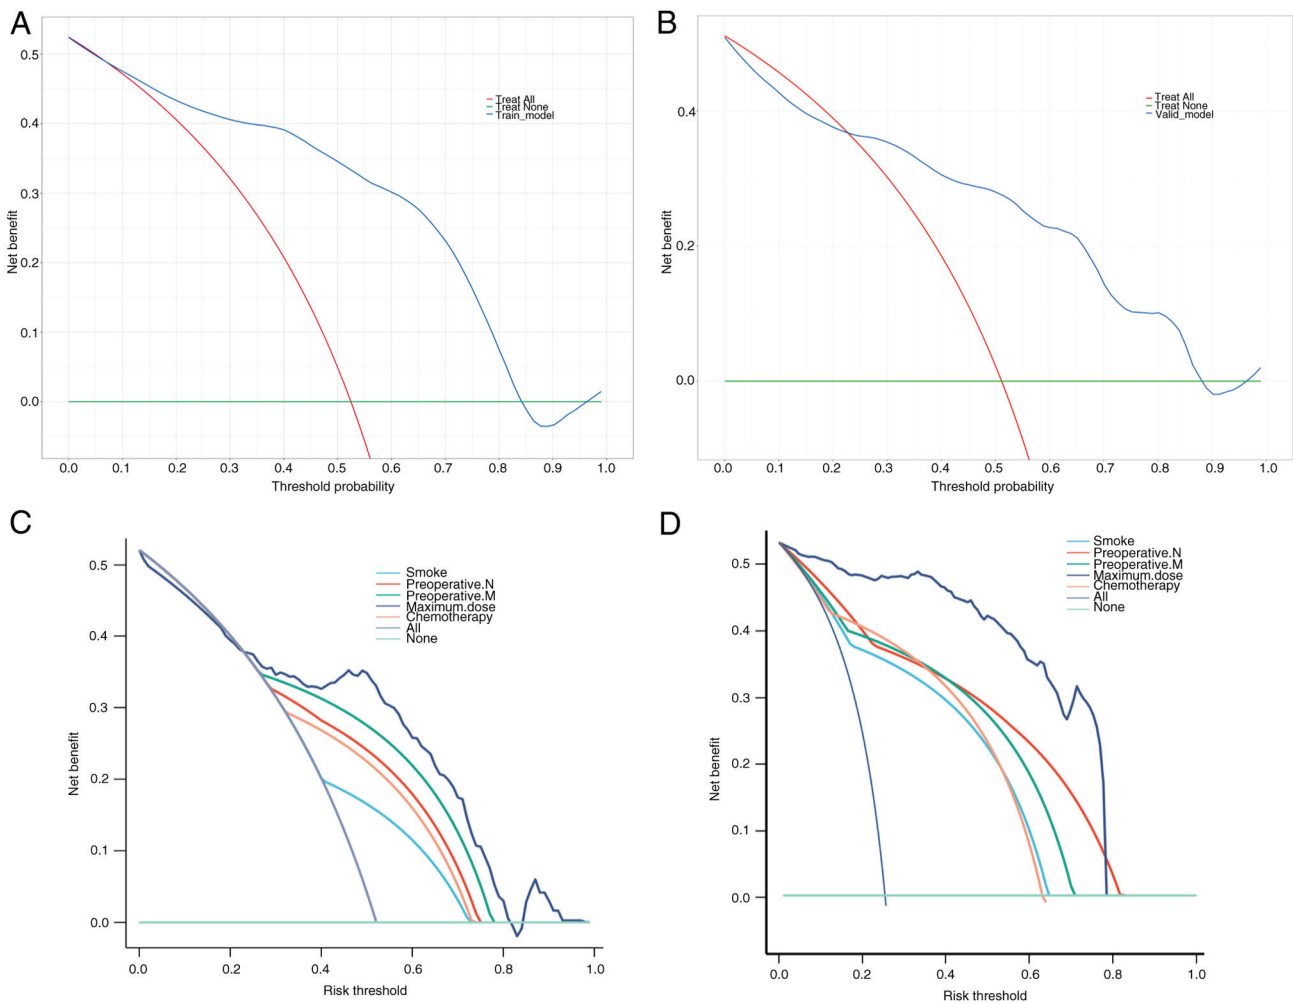 A
0.5
0.4
0.3
0.2
0.1
0.0
Net benefit
Treat All
Treat None
Train_model
0.0 0.1 0.2 0.3 0.4 0.5 0.6 0.7 0.8 0.9 1.0
Threshold probability
B
0.4
0.2
0.0
Net benefit
Treat All
Treat None
Valid_model
0.0 0.1 0.2 0.3 0.4 0.5 0.6 0.7 0.8 0.9 1.0
Threshold probability
C
0.5
0.4
0.3
0.2
0.1
0.0
Net benefit
Smoke
Preoperative.N
Preoperative.M
Maximum.dose
Chemotherapy
All
None
0.0 0.2 0.4 0.6 0.8 1.0
Risk threshold
D
0.5
0.4
0.3
0.2
0.1
0.0
Net benefit
Smoke
Preoperative.N
Preoperative.M
Maximum.dose
Chemotherapy
All
None
0.0 0.2 0.4 0.6 0.8 1.0
Risk threshold